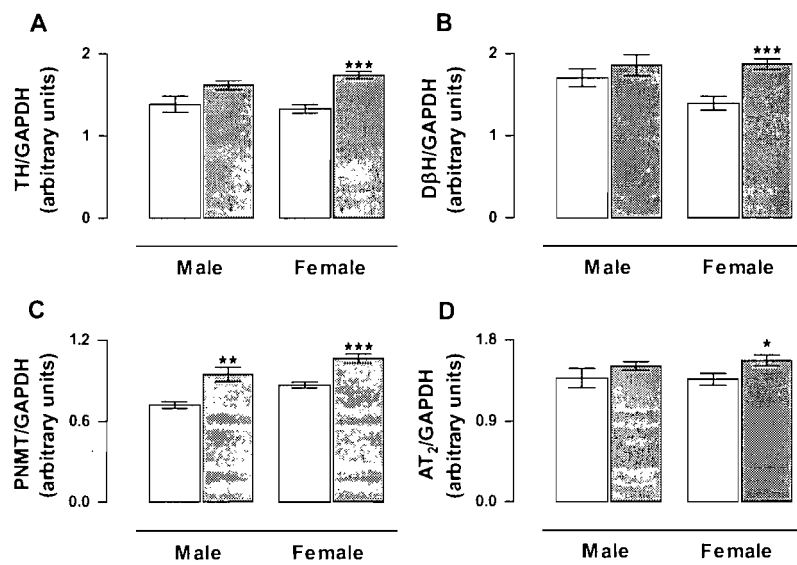 A
TH/GAPDH
(arbitrary units)
2
1
0
***
Male Female
B
DβH/GAPDH
(arbitrary units)
2
1
0
***
Male Female
C
PNMT/GAPDH
(arbitrary units)
1.2
0.6
0.0
**
***
Male Female
D
AT₂/GAPDH
(arbitrary units)
1.8
0.9
0.0
*
Male Female